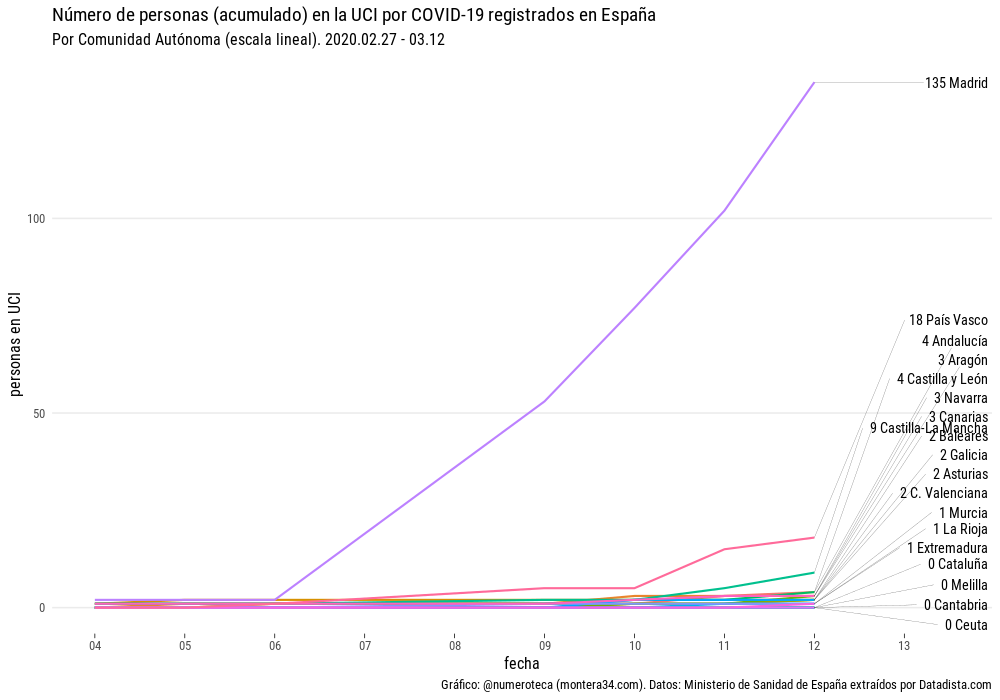 Número de personas (acumulado) en la UCI por COVID-19 registrados en España
Por Comunidad Autónoma (escala lineal). 2020.02.27 - 03.12
135 Madrid
100
personas en UCI
18 País Vasco
4 Andalucía
3 Aragón
4 Castilla y León
3 Navarra
50
3 Canarias
9 Castilla-La Mancha
2 Baleares
2 Galicia
2 Asturias
2 C. Valenciana
1 Murcia
1 La Rioja
1 Extremadura
0 Cataluña
0 Melilla
0
0 Cantabria
0 Ceuta
04 05 06 07 08 09 10 11 12 13
fecha
Gráfico: @numeroteca (montera34.com). Datos: Ministerio de Sanidad de España extraídos por Datadista.com